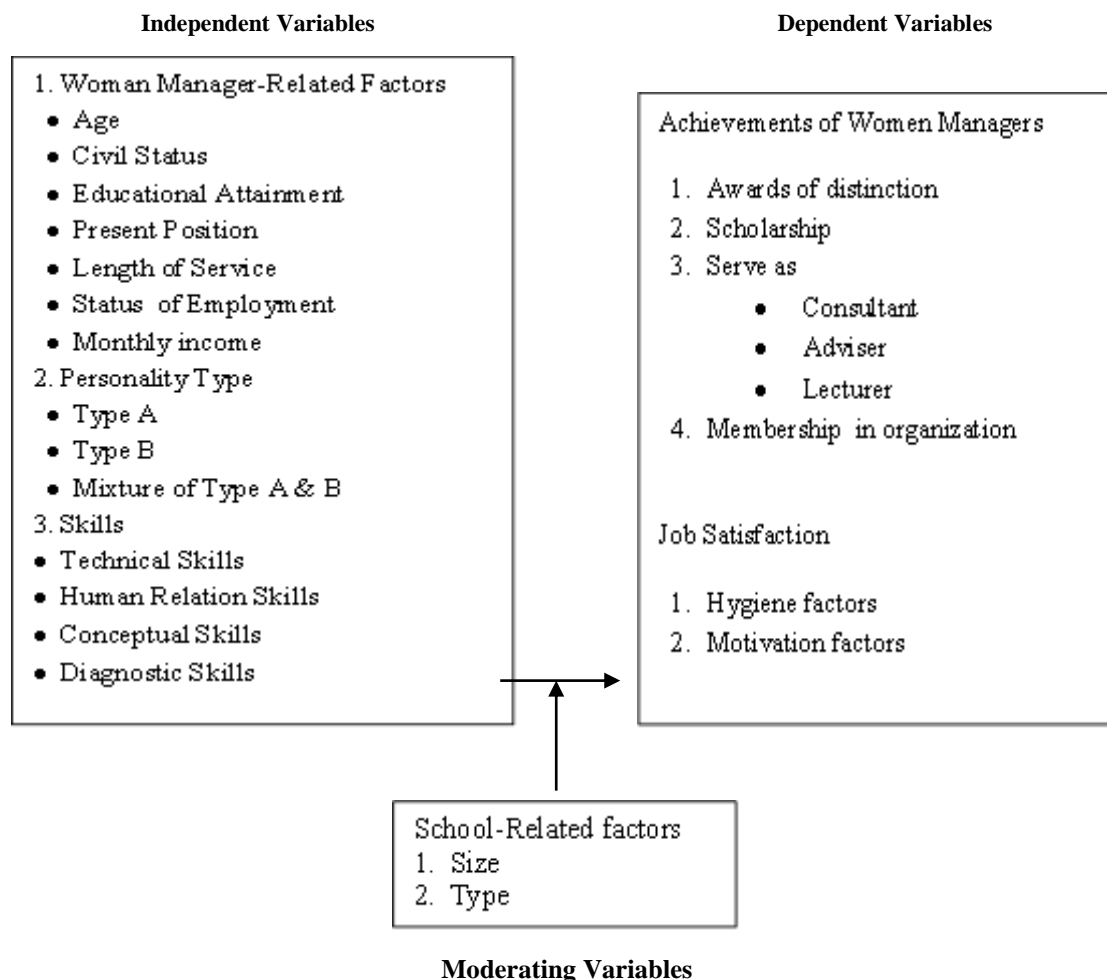 Independent Variables
1. Woman Manager-Related Factors
• Age
• Civil Status
• Educational Attainment
• Present Position
• Length of Service
• Status of Employment
• Monthly income
2. Personality Type
• Type A
• Type B
• Mixture of Type A & B
3. Skills
• Technical Skills
• Human Relation Skills
• Conceptual Skills
• Diagnostic Skills
Dependent Variables
Achievements of Women Managers
1. Awards of distinction
2. Scholarship
3. Serve as
• Consultant
• Adviser
• Lecturer
4. Membership in organization
Job Satisfaction
1. Hygiene factors
2. Motivation factors
School-Related factors
1. Size
2. Type
Moderating Variables